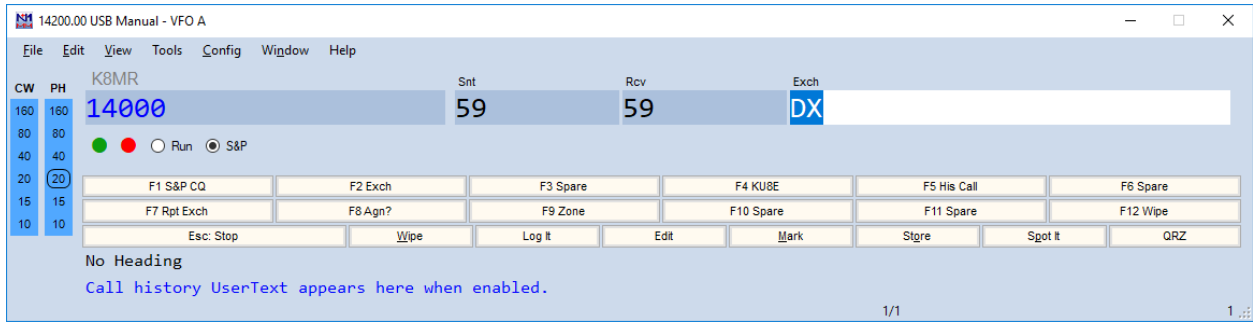 14200.00 USB Manual - VFO A
File Edit View Tools Config Window Help
CW PH K8MR Snt Rcv Exch
160 160 14000 59 59 DX
80 80
40 40 Run S&P
20 20 F1 S&P CQ F2 Exch F3 Spare F4 KU8E F5 His Call F6 Spare
15 15 F7 Rpt Exch F8 Agn? F9 Zone F10 Spare F11 Spare F12 Wipe
10 10 Esc: Stop Wipe Log It Edit Mark Store Spot It QRZ
No Heading
Call history UserText appears here when enabled.
1/1 1